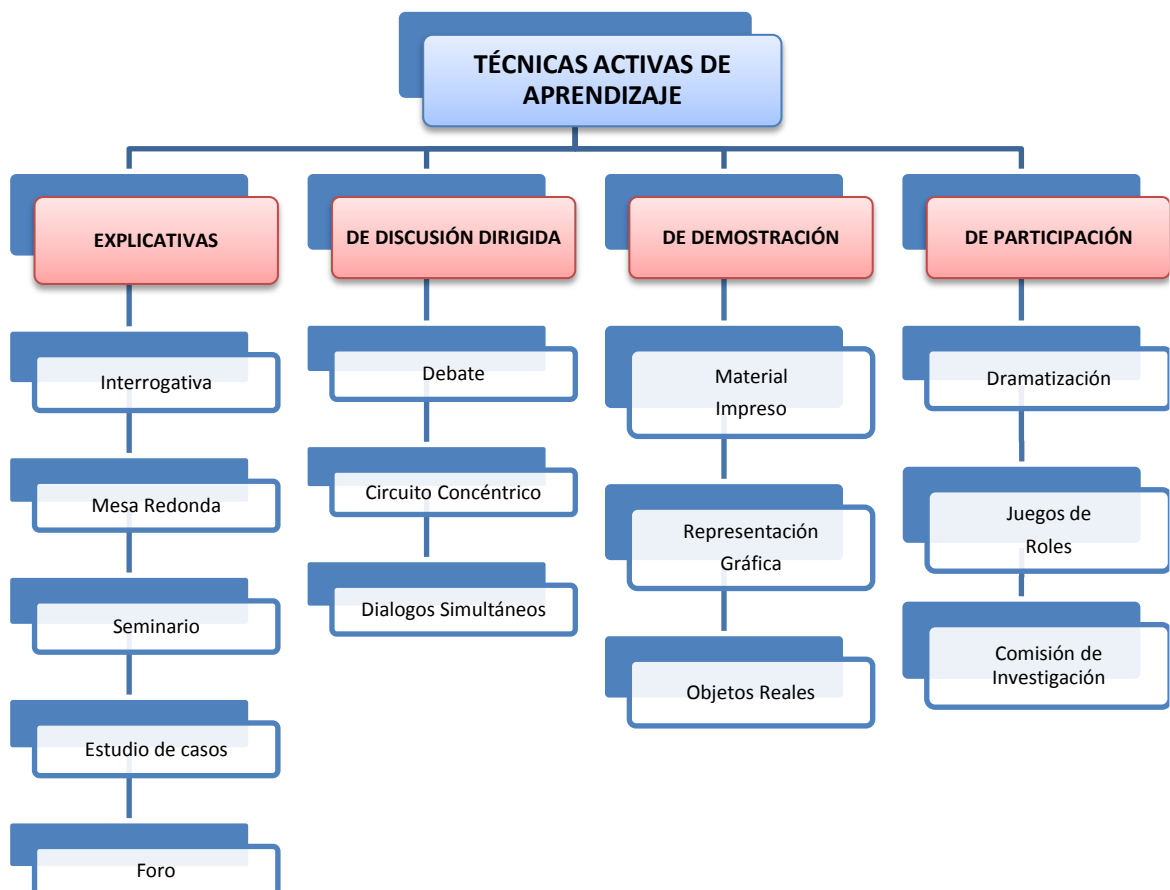 TÉCNICAS ACTIVAS DE
APRENDIZAJE
EXPLICATIVAS
Interrogativa
Mesa Redonda
Seminario
Estudio de casos
Foro
DE DISCUSIÓN DIRIGIDA
Debate
Circuito Concéntrico
Dialogos Simultáneos
DE DEMOSTRACIÓN
Material
Impreso
Representación
Gráfica
Objetos Reales
DE PARTICIPACIÓN
Dramatización
Juegos de
Roles
Comisión de
Investigación